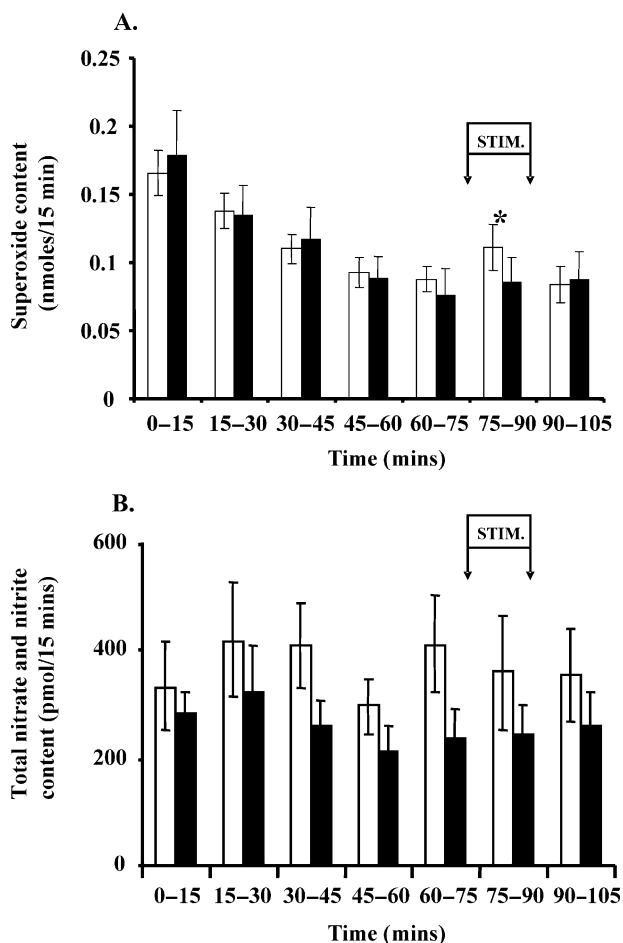 A.
0.25
0.2
0.15
0.1
0.05
0
Superoxide content
(nmoles/15 min)
STIM.
*
0–15 15–30 30–45 45–60 60–75 75–90 90–105
Time (mins)
B.
600
400
200
0
Total nitrate and nitrite
content (pmol/15 mins)
STIM.
0–15 15–30 30–45 45–60 60–75 75–90 90–105
Time (mins)